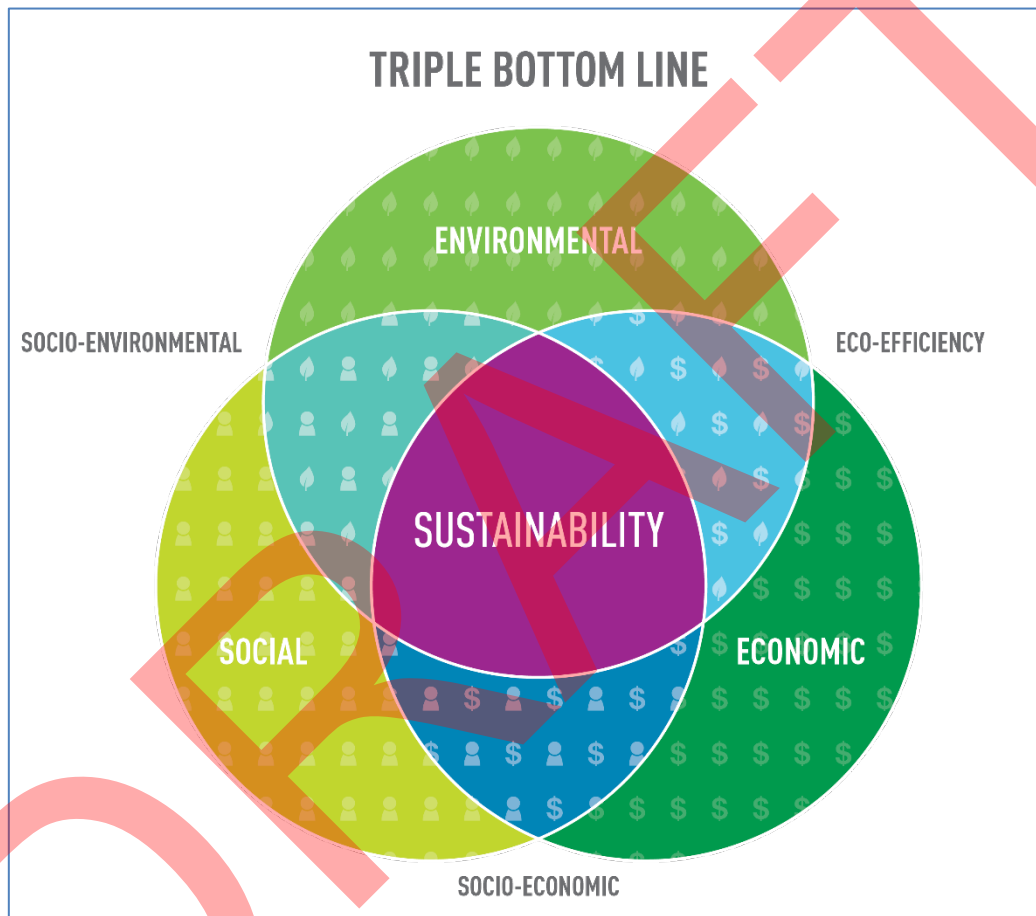 TRIPLE BOTTOM LINE
ENVIRONMENTAL
SOCIO-ENVIRONMENTAL
ECO-EFFICIENCY
SUSTAINABILITY
SOCIAL
ECONOMIC
SOCIO-ECONOMIC
DRAFT